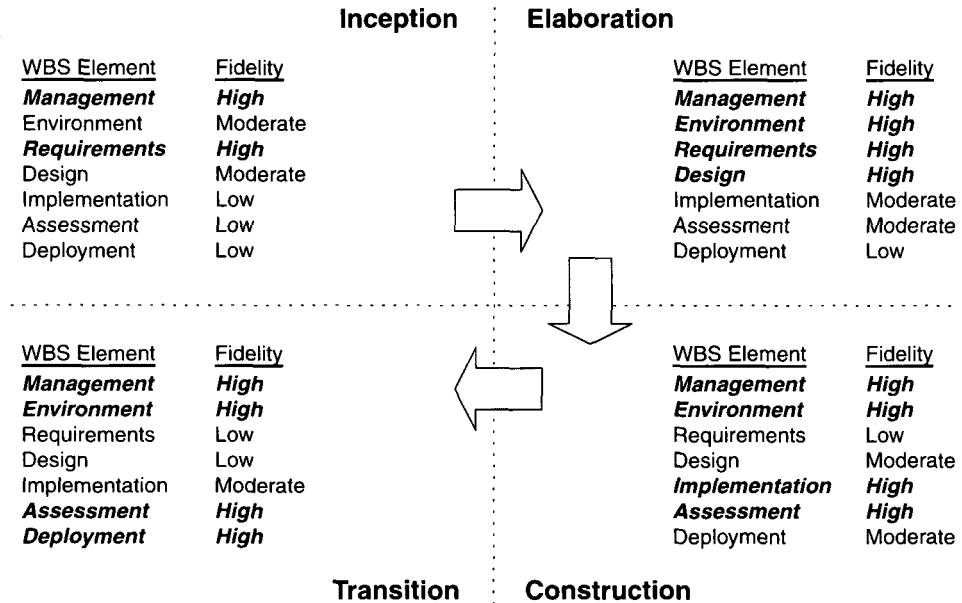 Inception
Elaboration
WBS Element Fidelity
Management High
Environment Moderate
Requirements High
Design Moderate
Implementation Low
Assessment Low
Deployment Low
WBS Element Fidelity
Management High
Environment High
Requirements High
Design High
Implementation Moderate
Assessment Moderate
Deployment Low
WBS Element Fidelity
Management High
Environment High
Requirements Low
Design Low
Implementation Moderate
Assessment High
Deployment High
WBS Element Fidelity
Management High
Environment High
Requirements Low
Design Moderate
Implementation High
Assessment High
Deployment Moderate
Transition
Construction